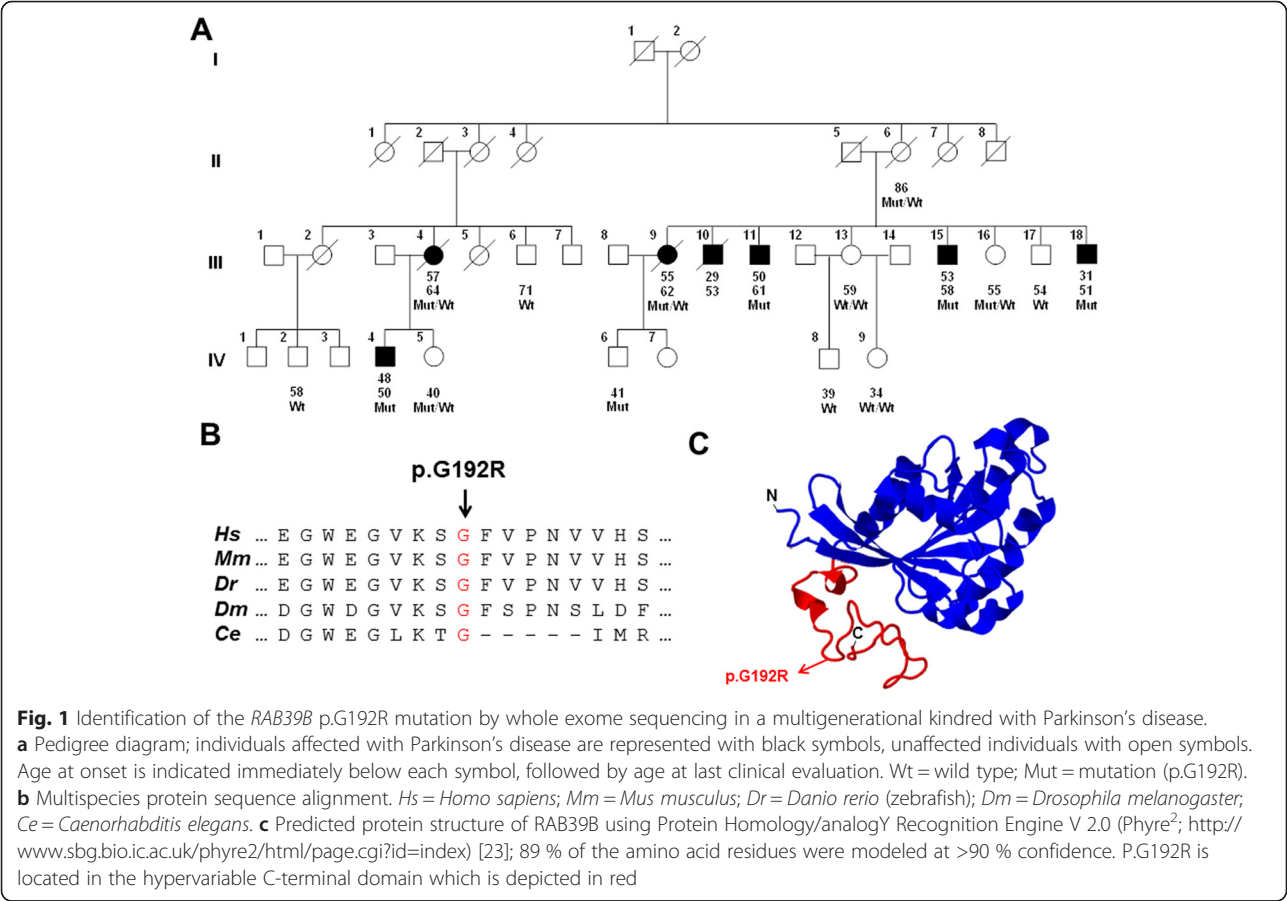 A
I
1 2
II
1 2 3 4 5 6 7 8
86
Mut/Wt
III
1 2 3 4 5 6 7 8 9 10 11 12 13 14 15 16 17 18
57 55 29 50 53 31
64 71 62 53 61 59 58 55 54 51
Mut/Wt Wt Mut/Wt Mut Wt/Wt Mut Mut/Wt Wt Mut
IV
1 2 3 4 5 6 7 8 9
58 48 40 41 39 34
Wt 50 Mut/Wt Mut Wt Wt/Wt
Mut
B
p.G192R
Hs ... E G W E G V K S G F V P N V V H S ...
Mm ... E G W E G V K S G F V P N V V H S ...
Dr ... E G W E G V K S G F V P N V V H S ...
Dm ... D G W D G V K S G F S P N S L D F ...
Ce ... D G W E G L K T G - - - - - I M R ...
C
N
C
p.G192R
Fig. 1 Identification of the RAB39B p.G192R mutation by whole exome sequencing in a multigenerational kindred with Parkinson's disease.
a Pedigree diagram; individuals affected with Parkinson's disease are represented with black symbols, unaffected individuals with open symbols.
Age at onset is indicated immediately below each symbol, followed by age at last clinical evaluation. Wt = wild type; Mut = mutation (p.G192R).
b Multispecies protein sequence alignment. Hs = Homo sapiens; Mm = Mus musculus; Dr = Danio rerio (zebrafish); Dm = Drosophila melanogaster;
Ce = Caenorhabditis elegans. c Predicted protein structure of RAB39B using Protein Homology/analogY Recognition Engine V 2.0 (Phyre2; http://
www.sbg.bio.ic.ac.uk/phyre2/html/page.cgi?id=index) [23]; 89 % of the amino acid residues were modeled at >90 % confidence. P.G192R is
located in the hypervariable C-terminal domain which is depicted in red